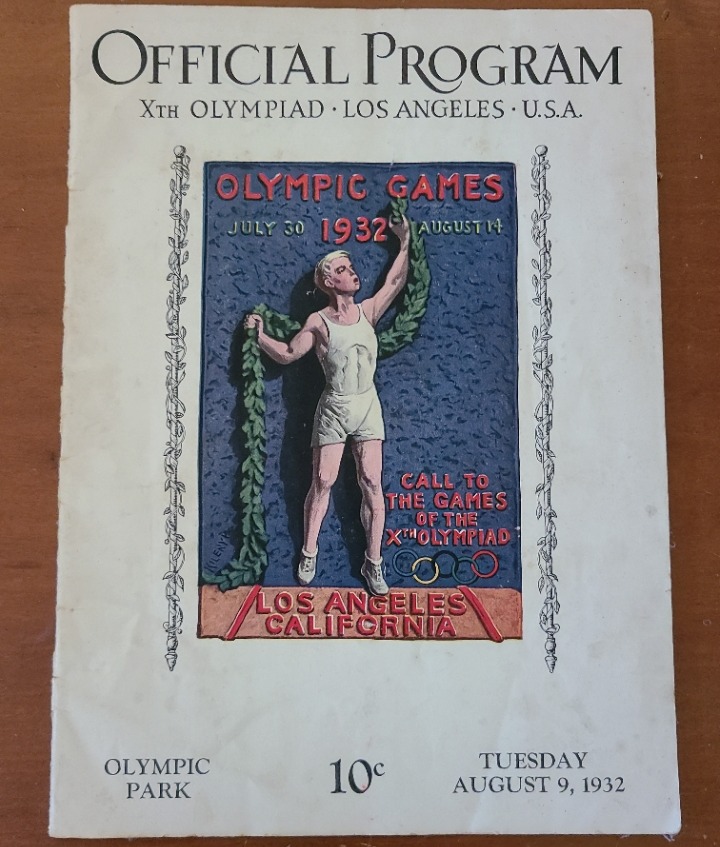 OFFICIAL PROGRAM
XTH OLYMPIAD · LOS ANGELES · U.S.A.
OLYMPIC GAMES
JULY 30 1932 AUGUST 14
CALL TO
THE GAMES
OF THE
XTH OLYMPIAD
LOS ANGELES
CALIFORNIA
OLYMPIC
PARK
10c
TUESDAY
AUGUST 9, 1932